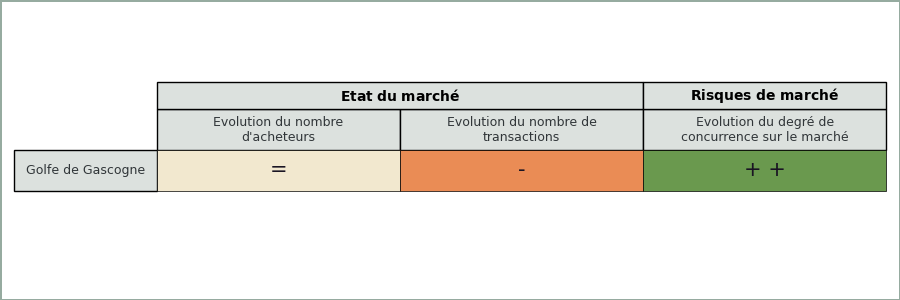 Etat du marché
Risques de marché
Evolution du nombre
d'acheteurs
Evolution du nombre de
transactions
Evolution du degré de
concurrence sur le marché
Golfe de Gascogne
=
-
+ +